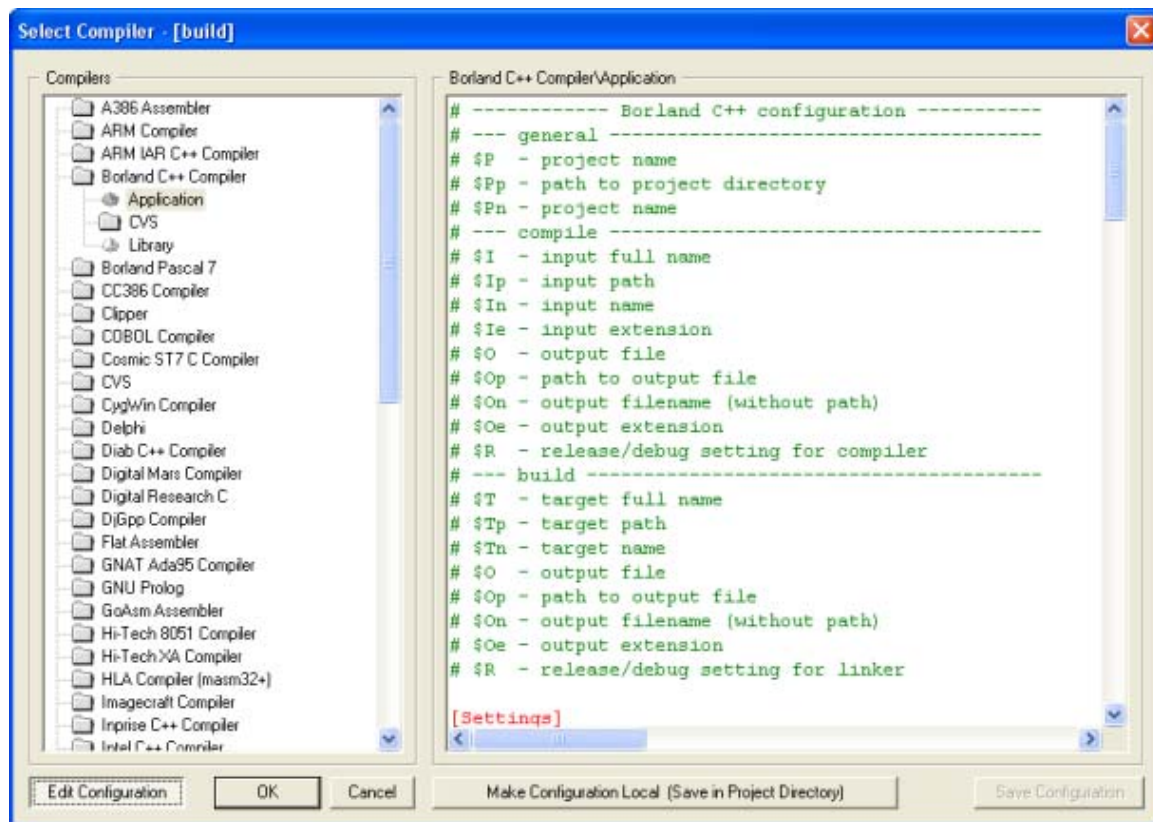 Select Compiler - [build]
Compilers
A386 Assembler
ARM Compiler
ARM IAR C++ Compiler
Borland C++ Compiler
Application
CVS
Library
Borland Pascal 7
CC386 Compiler
Clipper
COBOL Compiler
Cosmic ST7 C Compiler
CVS
CygWin Compiler
Delphi
Diab C++ Compiler
Digital Mars Compiler
Digital Research C
DjGpp Compiler
Flat Assembler
GNAT Ada95 Compiler
GNU Prolog
GoAsm Assembler
Hi-Tech 8051 Compiler
Hi-Tech XA Compiler
HLA Compiler (masm32+)
Imagecraft Compiler
Inprise C++ Compiler
Intel C++ Compiler
Borland C++ Compiler\Application
# ------------ Borland C++ configuration -----------
# --- general --------------------------------------
# $P - project name
# $Pp - path to project directory
# $Pn - project name
# --- compile --------------------------------------
# $I - input full name
# $Ip - input path
# $In - input name
# $Ie - input extension
# $O - output file
# $Op - path to output file
# $On - output filename (without path)
# $Oe - output extension
# $R - release/debug setting for compiler
# --- build ----------------------------------------
# $T - target full name
# $Tp - target path
# $Tn - target name
# $O - output file
# $Op - path to output file
# $On - output filename (without path)
# $Oe - output extension
# $R - release/debug setting for linker
[Settings]
Edit Configuration
OK
Cancel
Make Configuration Local (Save in Project Directory)
Save Configuration